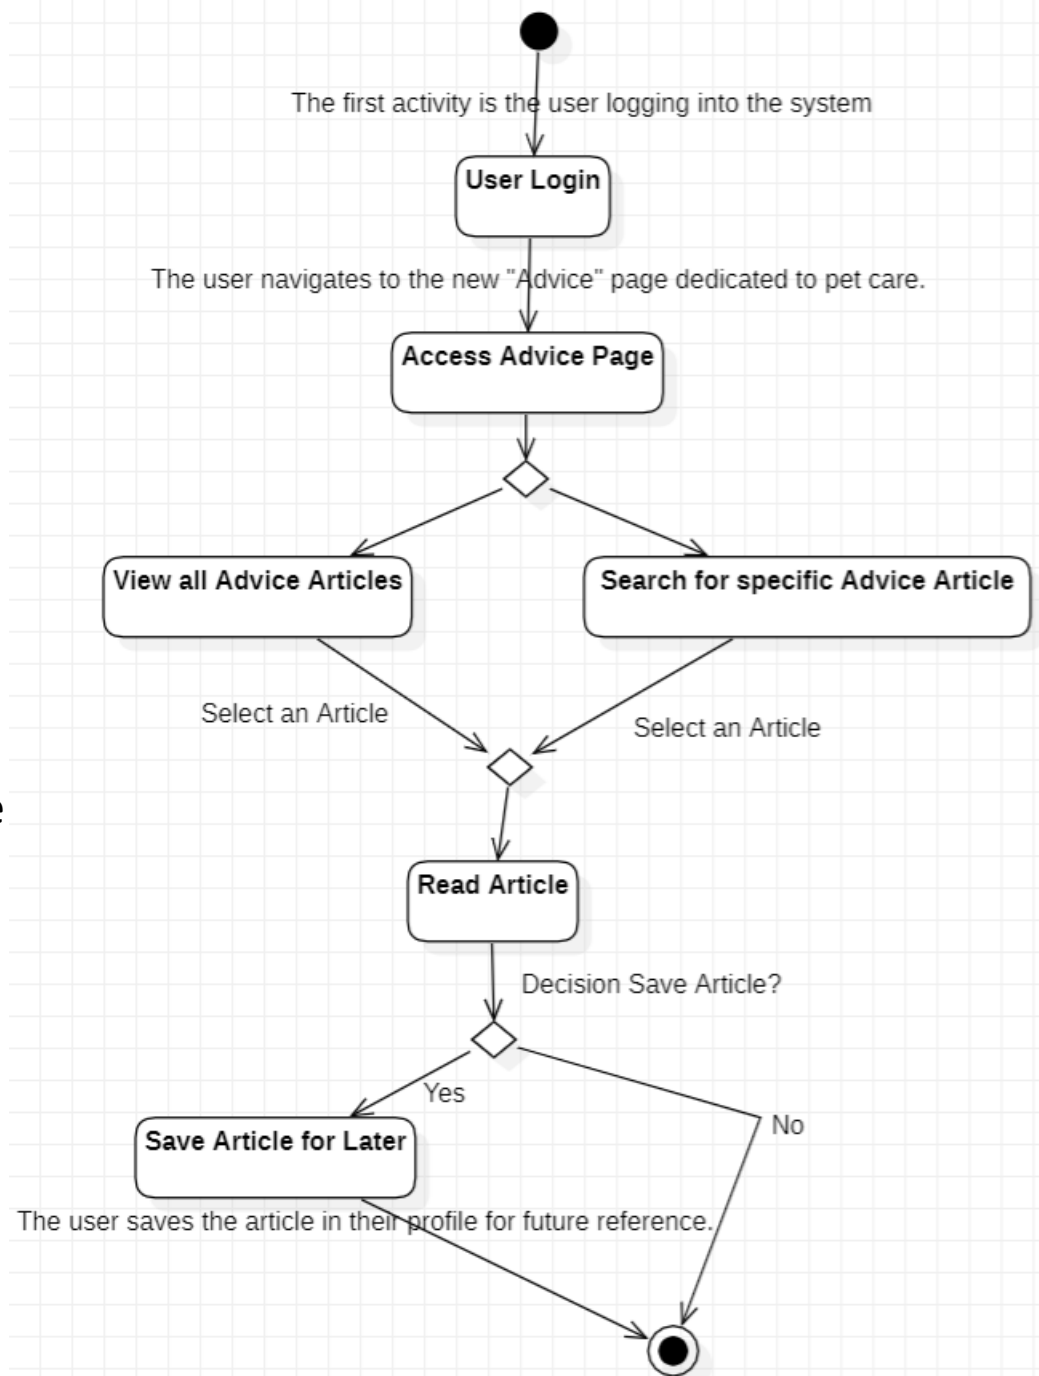 The first activity is the user logging into the system
User Login
The user navigates to the new "Advice" page dedicated to pet care.
Access Advice Page
View all Advice Articles
Search for specific Advice Article
Select an Article
Select an Article
e
Read Article
Decision Save Article?
Yes
No
Save Article for Later
The user saves the article in their profile for future reference.